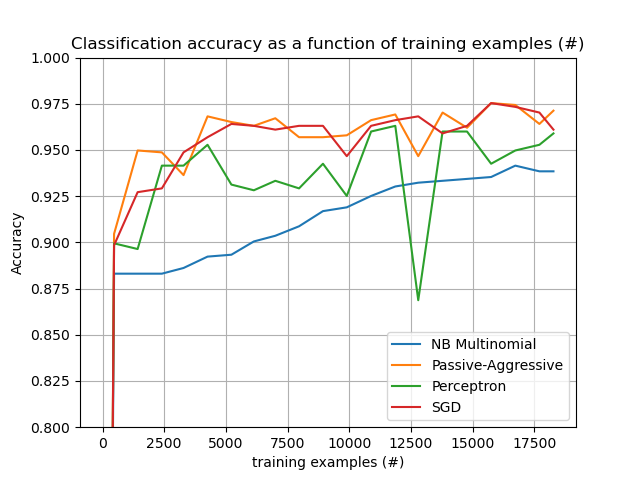 Classification accuracy as a function of training examples (#)
1.000
0.975
0.950
0.925
0.900
0.875
0.850
0.825
0.800
Accuracy
NB Multinomial
Passive-Aggressive
Perceptron
SGD
0 2500 5000 7500 10000 12500 15000 17500
training examples (#)